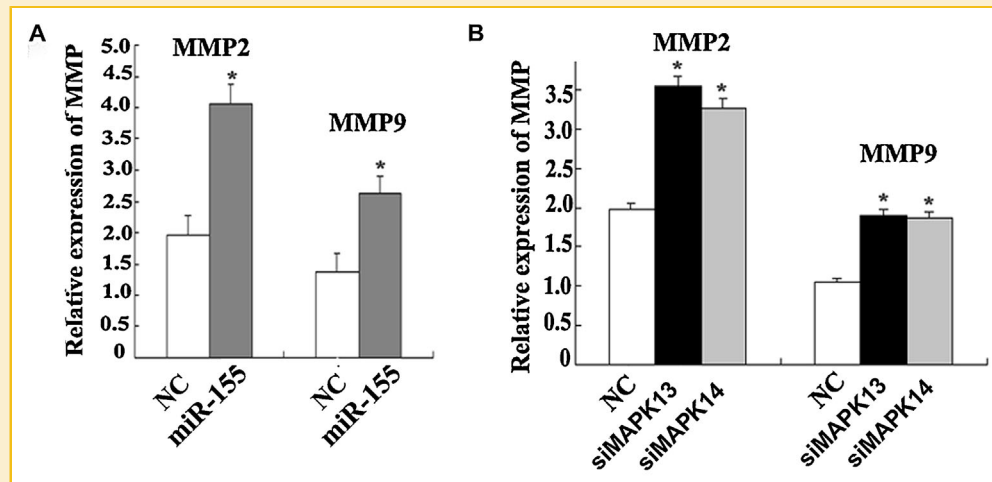 A
MMP2
MMP9
Relative expression of MMP
5.0
4.5
4.0
3.5
3.0
2.5
2.0
1.5
1.0
0.5
0
*
*
NC
miR-155
NC
miR-155
B
MMP2
MMP9
Relative expression of MMP
3.5
3.0
2.5
2.0
1.5
1.0
0.5
0
*
*
*
*
NC
siMAPK13
siMAPK14
NC
siMAPK13
siMAPK14